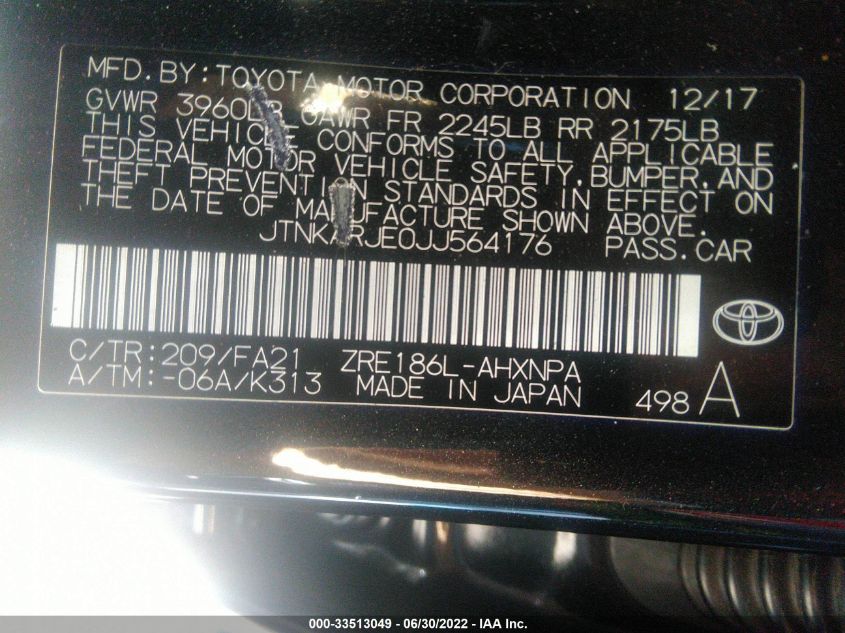 MFD.BY:TOYOTA MOTOR CORPORATION 12/17
GVWR 3960LB GAWR FR 2245LB RR 2175LB
THIS VEHICLE CONFORMS TO ALL APPLICABLE
FEDERAL MOTOR VEHICLE SAFETY,BUMPER,AND
THEFT PREVENTION STANDARDS IN EFFECT ON
THE DATE OF MANUFACTURE SHOWN ABOVE.
JTNKARJE0JJ564176 PASS.CAR
C/TR:209/FA21 ZRE186L-AHXNPA
A/TM:-06A/K313 MADE IN JAPAN 498 A
000-33513049 - 06/30/2022 - IAA Inc.